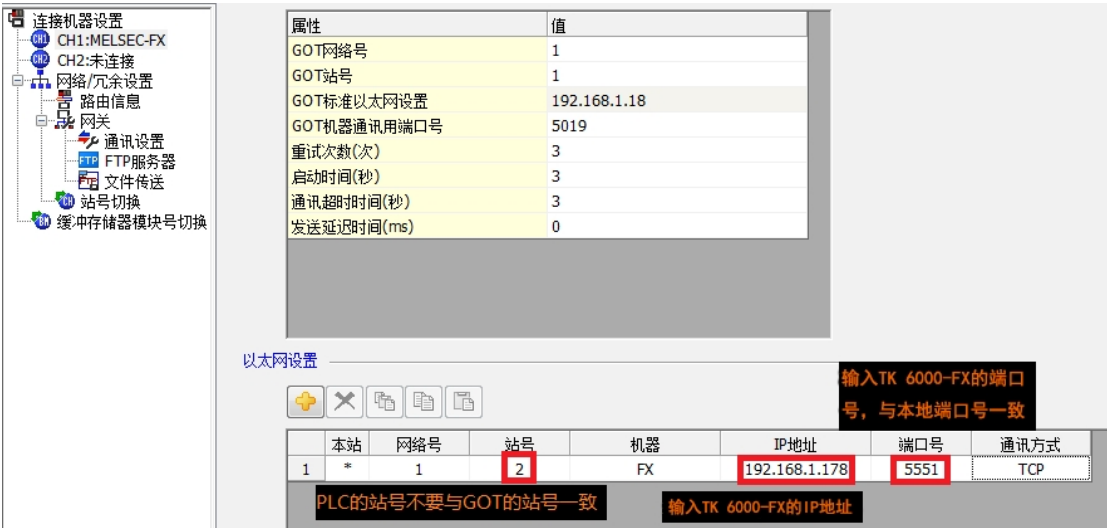 连接机器设置
CH1:MELSEC-FX
CH2:未连接
网络/冗余设置
路由信息
网关
通讯设置
FTP服务器
文件传送
站号切换
缓冲存储器模块号切换
属性 值
GOT网络号 1
GOT站号 1
GOT标准以太网设置 192.168.1.18
GOT机器通讯用端口号 5019
重试次数(次) 3
启动时间(秒) 3
通讯超时时间(秒) 3
发送延迟时间(ms) 0
以太网设置
输入TK 6000-FX的端口
号，与本地端口号一致
本站 网络号 站号 机器 IP地址 端口号 通讯方式
1 * 1 2 FX 192.168.1.178 5551 TCP
PLC的站号不要与GOT的站号一致
输入TK 6000-FX的IP地址